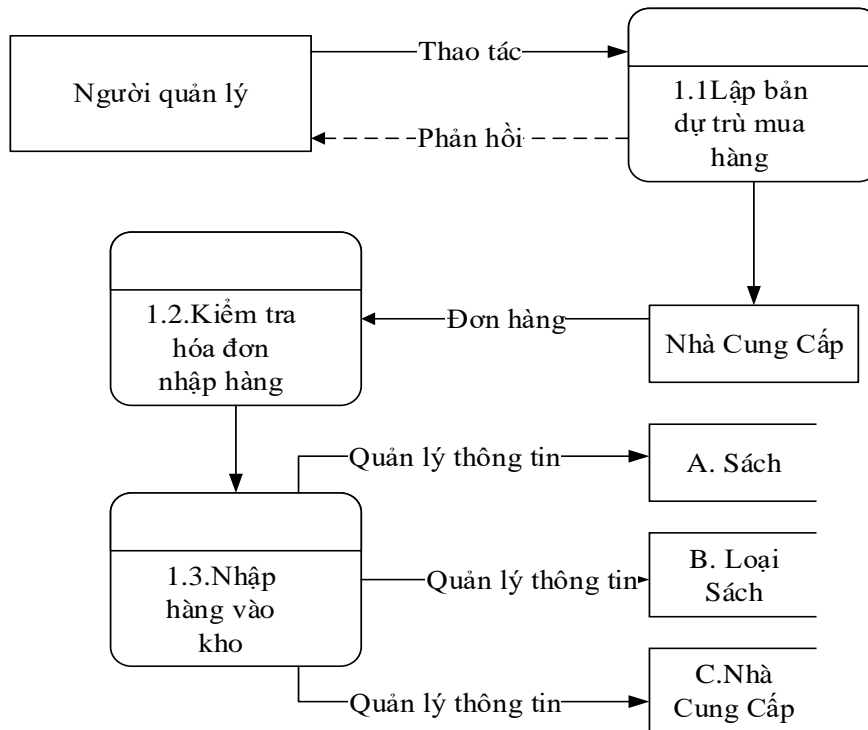 Thao tác
Người quản lý
1.1Lập bản
dự trù mua
hàng
Phản hồi
1.2.Kiểm tra
hóa đơn
nhập hàng
Đơn hàng
Nhà Cung Cấp
Quản lý thông tin
A. Sách
1.3.Nhập
hàng vào
kho
Quản lý thông tin
B. Loại
Sách
Quản lý thông tin
C.Nhà
Cung Cấp